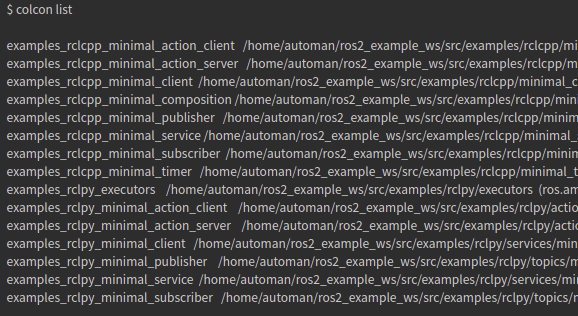 $ colcon list
examples_rclcpp_minimal_action_client /home/automan/ros2_example_ws/src/examples/rclcpp/mi
examples_rclcpp_minimal_action_server /home/automan/ros2_example_ws/src/examples/rclcpp/m
examples_rclcpp_minimal_client /home/automan/ros2_example_ws/src/examples/rclcpp/minimal_c
examples_rclcpp_minimal_composition /home/automan/ros2_example_ws/src/examples/rclcpp/min
examples_rclcpp_minimal_publisher /home/automan/ros2_example_ws/src/examples/rclcpp/minim
examples_rclcpp_minimal_service /home/automan/ros2_example_ws/src/examples/rclcpp/minimal_
examples_rclcpp_minimal_subscriber /home/automan/ros2_example_ws/src/examples/rclcpp/minim
examples_rclcpp_minimal_timer /home/automan/ros2_example_ws/src/examples/rclcpp/minimal_t
examples_rclpy_executors /home/automan/ros2_example_ws/src/examples/rclpy/executors (ros.am
examples_rclpy_minimal_action_client /home/automan/ros2_example_ws/src/examples/rclpy/actio
examples_rclpy_minimal_action_server /home/automan/ros2_example_ws/src/examples/rclpy/actio
examples_rclpy_minimal_client /home/automan/ros2_example_ws/src/examples/rclpy/services/min
examples_rclpy_minimal_publisher /home/automan/ros2_example_ws/src/examples/rclpy/topics/m
examples_rclpy_minimal_service /home/automan/ros2_example_ws/src/examples/rclpy/services/mi
examples_rclpy_minimal_subscriber /home/automan/ros2_example_ws/src/examples/rclpy/topics/r